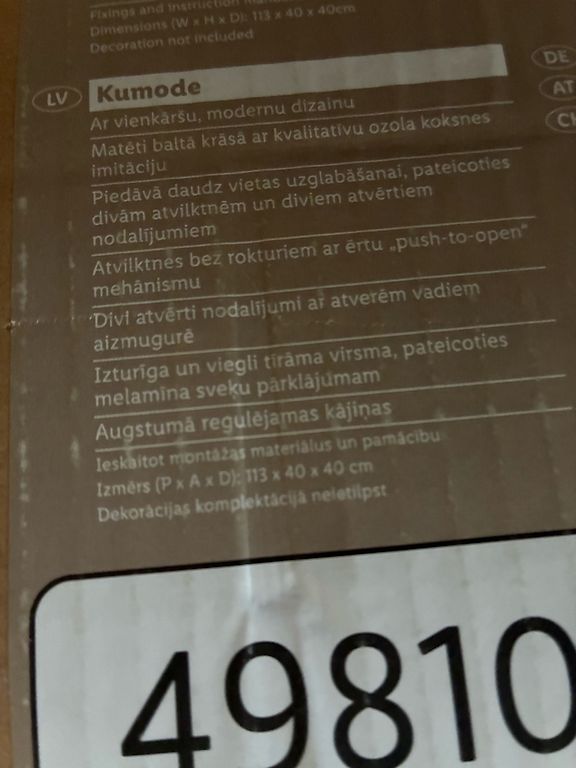 Fixings and instruction
Dimensions (W x H x D): 113 x 40 x 40cm
Decoration not included
DE
LV Kumode
AT
Ar vienkāršu, modernu dizainu
CH
Matēti baltā krāsā ar kvalitatīvu ozola koksnes
imitāciju
Piedāvā daudz vietas uzglabāšanai, pateicoties
divām atvilktnēm un diviem atvērtiem
nodalījumiem
Atvilktnes bez rokturiem ar ērtu „push-to-open"
mehānismu
Divi atvērti nodalījumi ar atverēm vadiem
aizmugurē
Izturīga un viegli tīrāma virsma, pateicoties
melamīna sveķu pārklājumam
Augstumā regulējamas kājiņas
Ieskaitot montāžas materiālus un pamācību
Izmērs (P x A x D): 113 x 40 x 40 cm
Dekorācijas komplektācijā neietilpst
49810